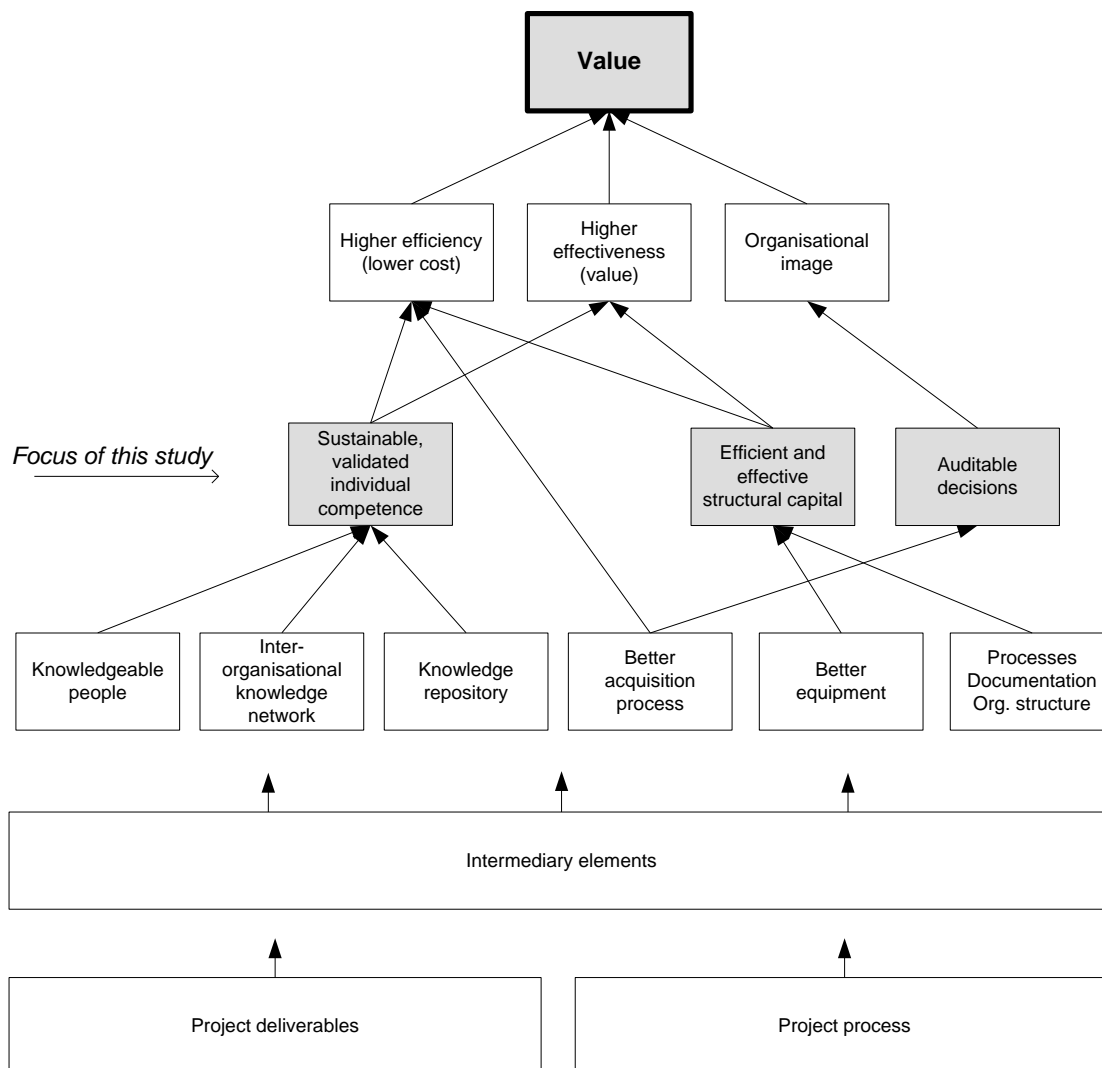 Value
Higher efficiency
(lower cost)
Higher
effectiveness
(value)
Organisational
image
Focus of this study
Sustainable,
validated
individual
competence
Efficient and
effective
structural capital
Auditable
decisions
Knowledgeable
people
Inter-
organisational
knowledge
network
Knowledge
repository
Better
acquisition
process
Better
equipment
Processes
Documentation
Org. structure
Intermediary elements
Project deliverables
Project process